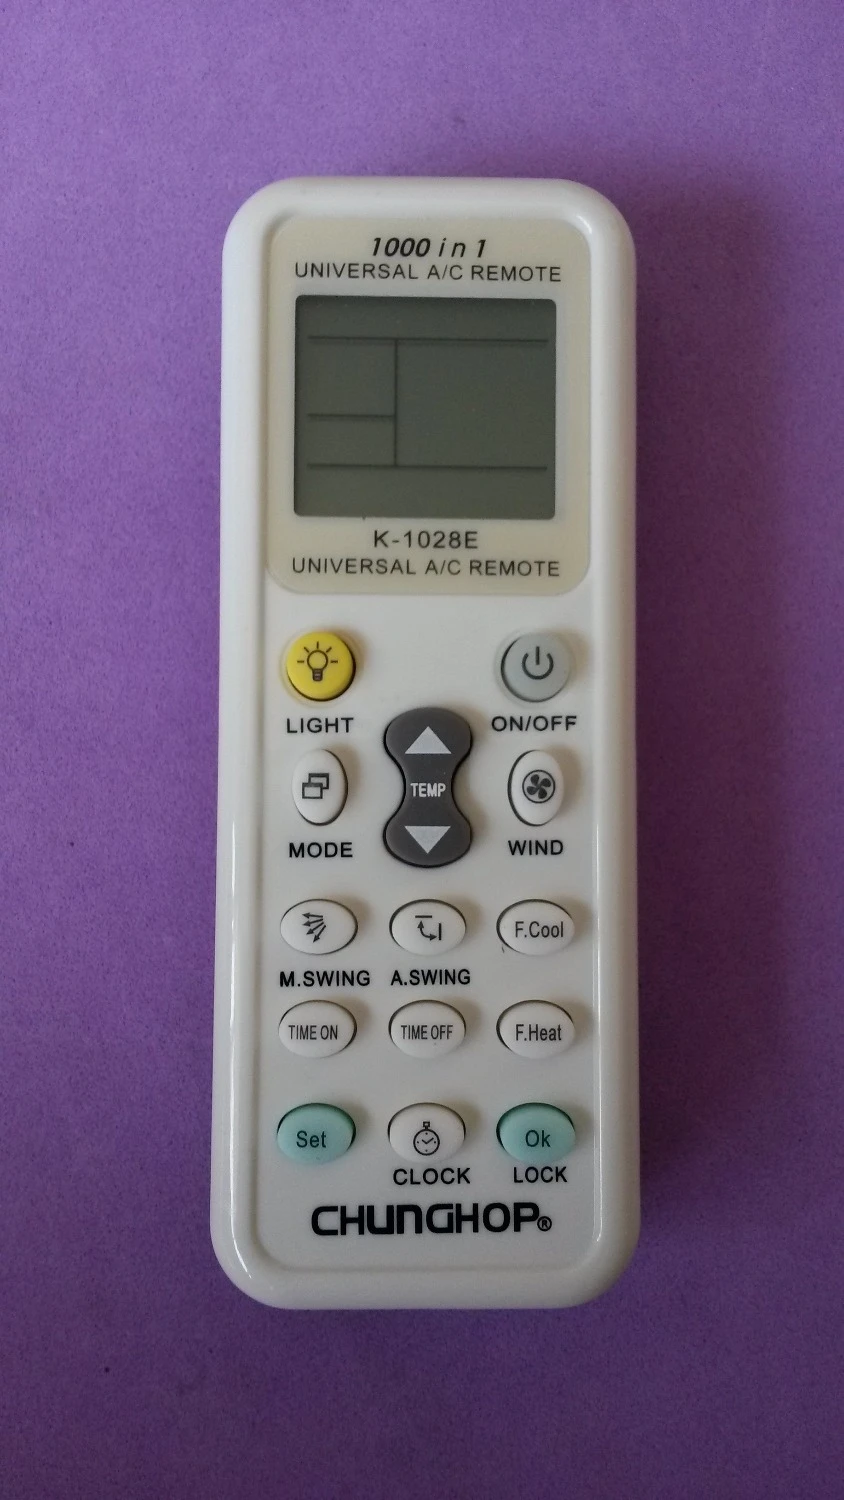 1000 in 1
UNIVERSAL A/C REMOTE
K-1028E
UNIVERSAL A/C REMOTE
LIGHT
ON/OFF
TEMP
MODE
WIND
F.Cool
M.SWING
A.SWING
TIME ON
TIME OFF
F.Heat
Set
Ok
CLOCK
LOCK
CHUNGHOP®